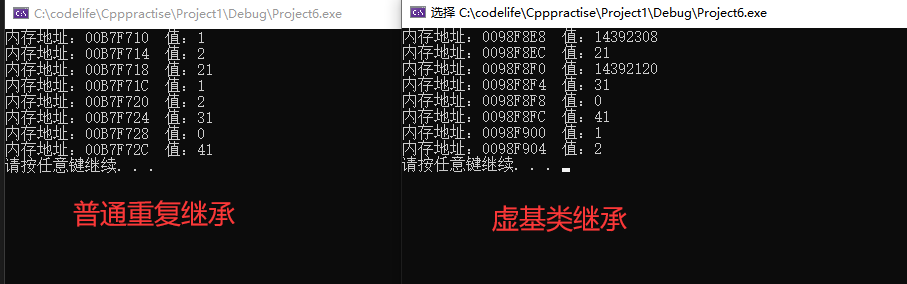 C:\codelife\Cpppractise\Project1\Debug\Project6.exe
内存地址：00B7F710 值：1
内存地址：00B7F714 值：2
内存地址：00B7F718 值：21
内存地址：00B7F71C 值：1
内存地址：00B7F720 值：2
内存地址：00B7F724 值：31
内存地址：00B7F728 值：0
内存地址：00B7F72C 值：41
请按任意键继续. . .
普通重复继承
选择 C:\codelife\Cpppractise\Project1\Debug\Project6.exe
内存地址：0098F8E8 值：14392308
内存地址：0098F8EC 值：21
内存地址：0098F8F0 值：14392120
内存地址：0098F8F4 值：31
内存地址：0098F8F8 值：0
内存地址：0098F8FC 值：41
内存地址：0098F900 值：1
内存地址：0098F904 值：2
请按任意键继续. . .
虚基类继承